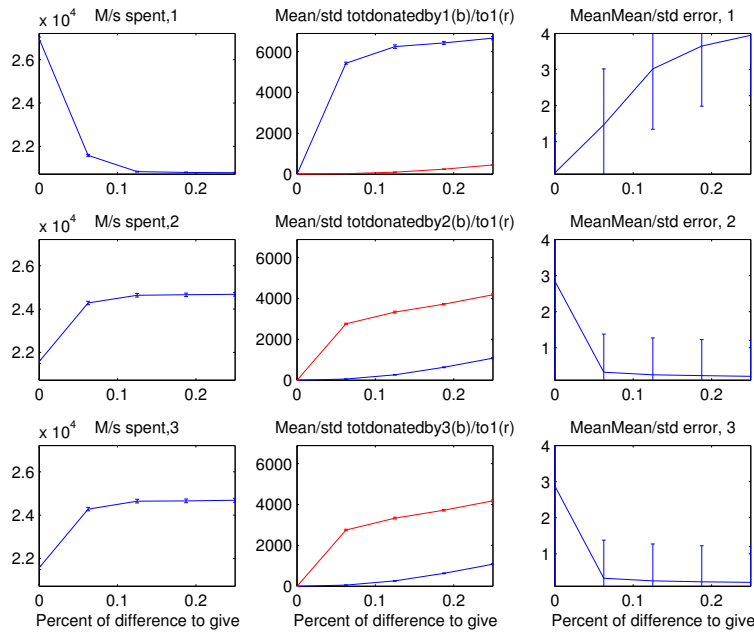 M/s spent,1
x 10^4
2.6
2.4
2.2
0 0.1 0.2
Mean/std totdonatedby1(b)/to1(r)
6000
4000
2000
0
0 0.1 0.2
MeanMean/std error, 1
4
3
2
1
0 0.1 0.2
M/s spent,2
x 10^4
2.6
2.4
2.2
0 0.1 0.2
Mean/std totdonatedby2(b)/to1(r)
6000
4000
2000
0
0 0.1 0.2
MeanMean/std error, 2
4
3
2
1
0 0.1 0.2
M/s spent,3
x 10^4
2.6
2.4
2.2
0 0.1 0.2
Percent of difference to give
Mean/std totdonatedby3(b)/to1(r)
6000
4000
2000
0
0 0.1 0.2
Percent of difference to give
MeanMean/std error, 3
4
3
2
1
0 0.1 0.2
Percent of difference to give